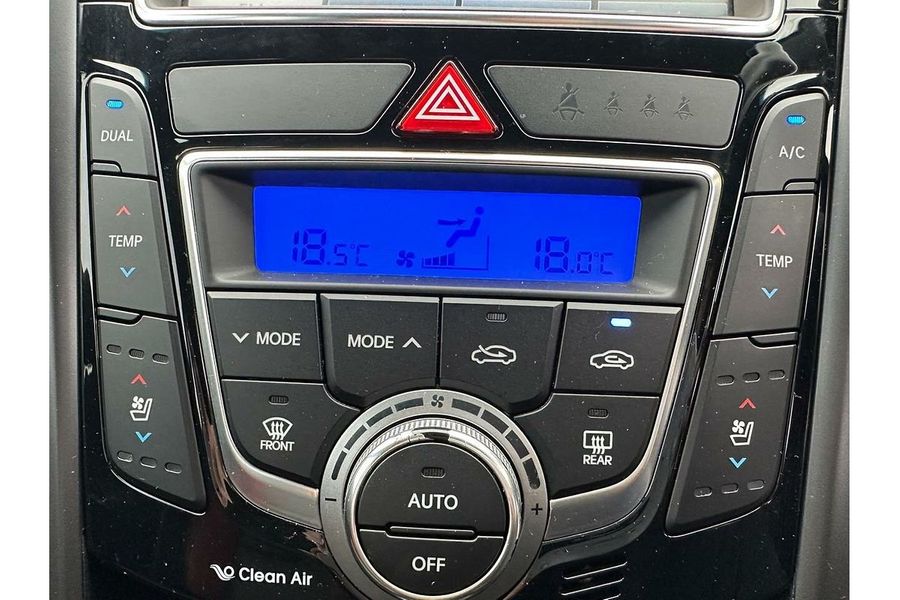 DUAL
A/C
TEMP
TEMP
18.5°C
18.0°C
MODE
MODE
FRONT
REAR
AUTO
- +
OFF
Clean Air